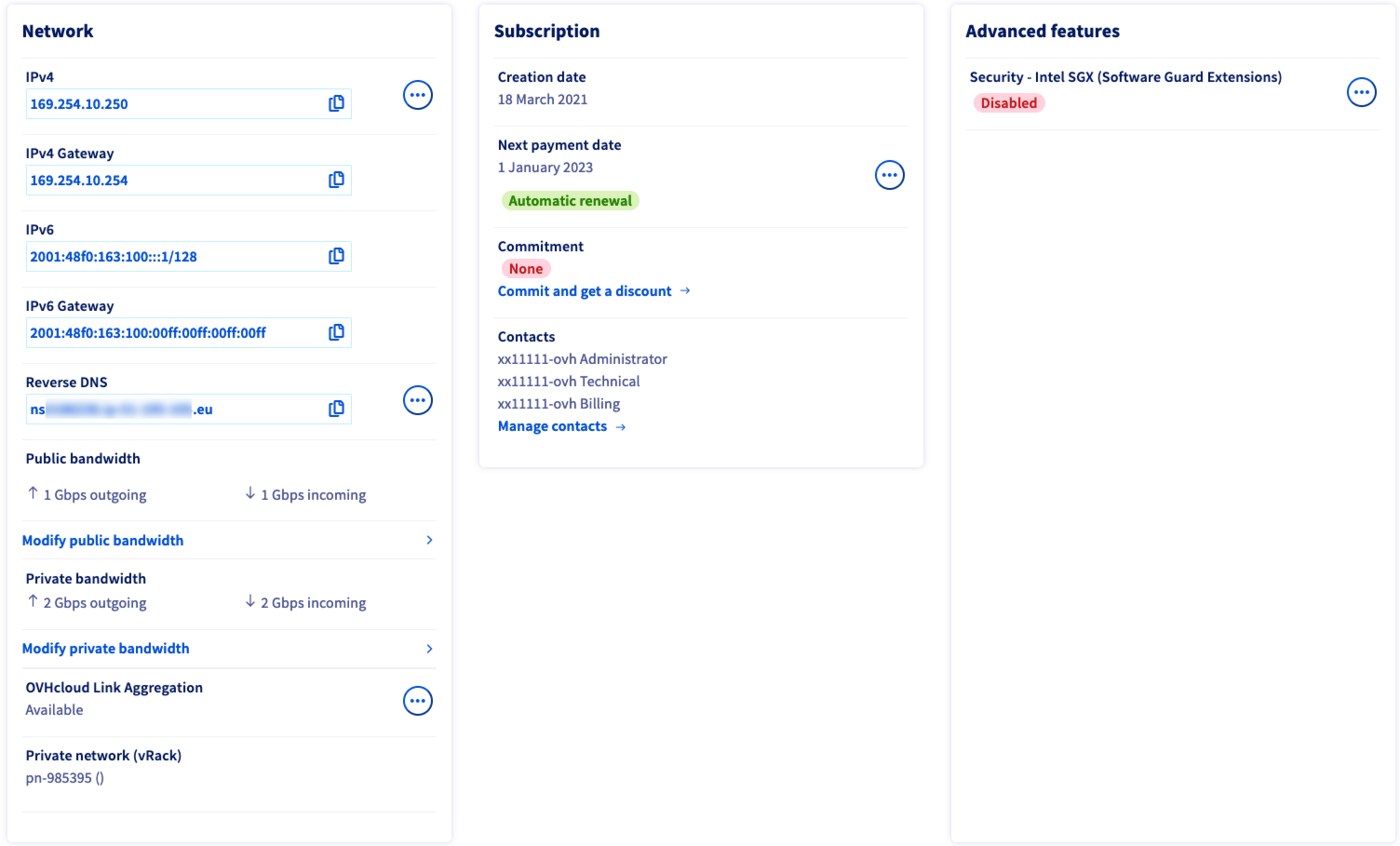 Network
IPv4
169.254.10.250
IPv4 Gateway
169.254.10.254
IPv6
2001:48f0:163:100:::1/128
IPv6 Gateway
2001:48f0:163:100:00ff:00ff:00ff:00ff
Reverse DNS
ns .eu
Public bandwidth
1 Gbps outgoing
1 Gbps incoming
Modify public bandwidth
Private bandwidth
2 Gbps outgoing
2 Gbps incoming
Modify private bandwidth
OVHcloud Link Aggregation
Available
Private network (vRack)
pn-985395 ()
Subscription
Creation date
18 March 2021
Next payment date
1 January 2023
Automatic renewal
Commitment
None
Commit and get a discount
Contacts
xx11111-ovh Administrator
xx11111-ovh Technical
xx11111-ovh Billing
Manage contacts
Advanced features
Security - Intel SGX (Software Guard Extensions)
Disabled